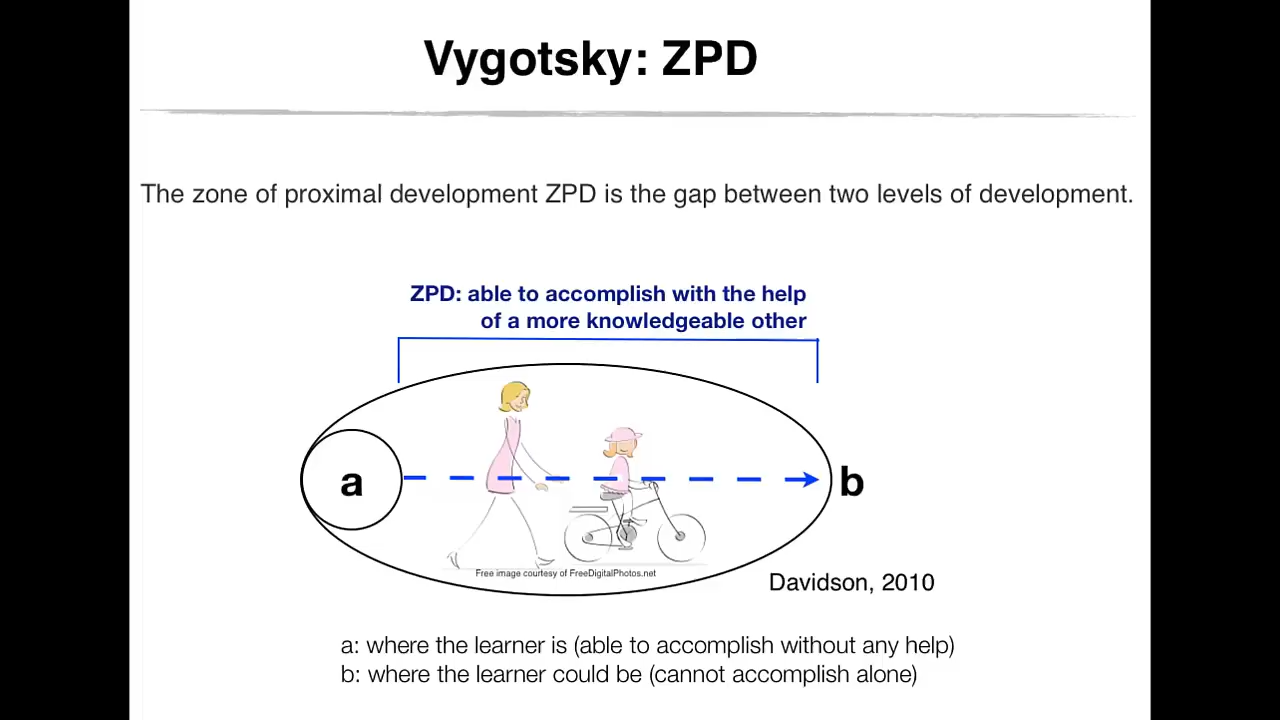 Vygotsky: ZPD
The zone of proximal development ZPD is the gap between two levels of development.
ZPD: able to accomplish with the help
of a more knowledgeable other
a
b
Free image courtesy of FreeDigitalPhotos.net
Davidson, 2010
a: where the learner is (able to accomplish without any help)
b: where the learner could be (cannot accomplish alone)